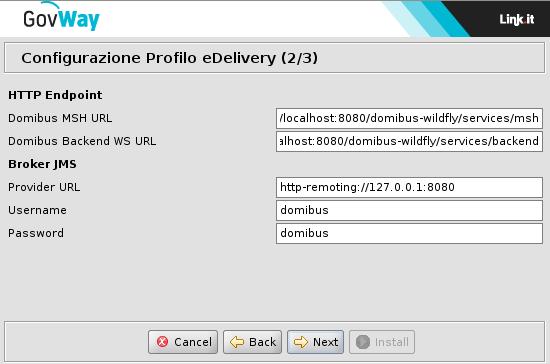 GovWay
Link.it
Configurazione Profilo eDelivery (2/3)
HTTP Endpoint
Domibus MSH URL /localhost:8080/domibus-wildfly/services/msh
Domibus Backend WS URL alhost:8080/domibus-wildfly/services/backend
Broker JMS
Provider URL http-remoting://127.0.0.1:8080
Username domibus
Password domibus
Cancel Back Next Install